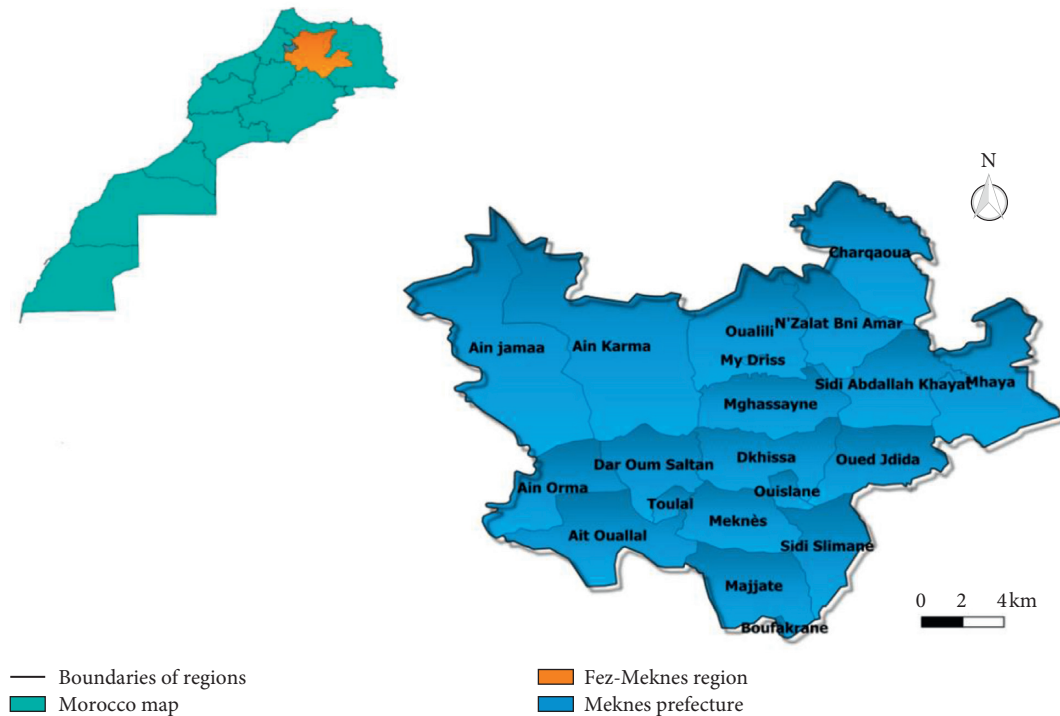 N
Charqaoua
N'Zalat Bni Amar
Oualili
Ain jamaa
Ain Karma
My Driss
Sidi Abdallah Khayat
Mhaya
Mghassayne
Dar Oum Saltan
Dkhissa
Oued Jdida
Ain Orma
Ouislane
Toulal
Meknès
Ait Ouallal
Sidi Slimane
Majjate
Boufakrane
0 2 4 km
Boundaries of regions
Morocco map
Fez-Meknes region
Meknes prefecture